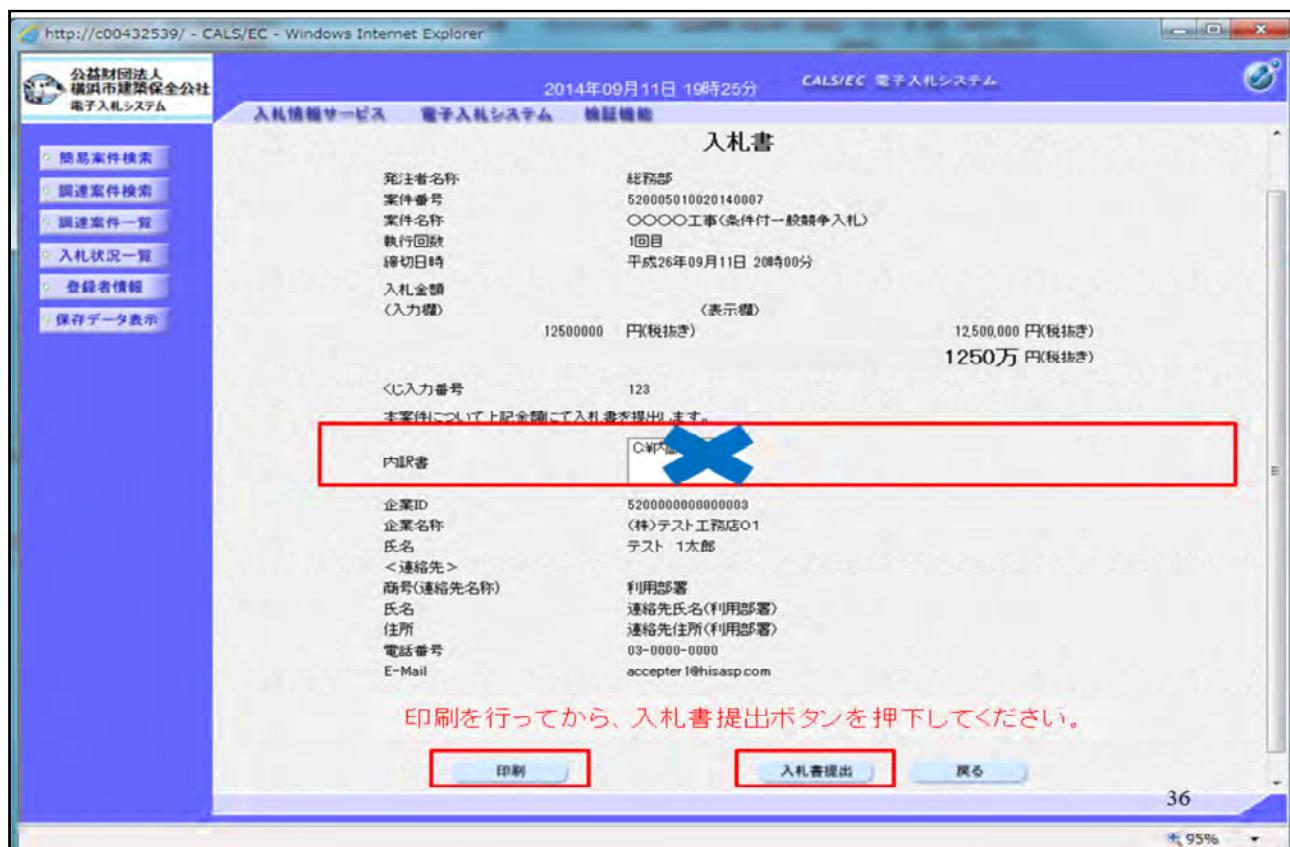 http://c00432539/ - CALS/EC - Windows Internet Explorer
公益財団法人
横浜市建築保全公社
電子入札システム
2014年09月11日 19時25分
CALS/EC 電子入札システム
入札情報サービス 電子入札システム 検証機能
簡易案件検索
調達案件検索
調達案件一覧
入札状況一覧
登録者情報
保存データ表示
入札書
発注者名称 総務部
案件番号 520005010020140007
案件名称 〇〇〇〇工事(条件付一般競争入札)
執行回数 1回目
締切日時 平成26年09月11日 20時00分
入札金額
(入力欄) (表示欄)
12500000 円(税抜き) 12,500,000 円(税抜き)
1250万 円(税抜き)
くじ入力番号 123
本案件について上記金額にて入札書を提出します。
内訳書 C:¥内
企業ID 5200000000000003
企業名称 (株)テスト工務店01
氏名 テスト 1太郎
<連絡先>
商号(連絡先名称) 利用部署
氏名 連絡先氏名(利用部署)
住所 連絡先住所(利用部署)
電話番号 03-0000-0000
E-Mail accepter1@hisasp.com
印刷を行ってから、入札書提出ボタンを押下してください。
印刷 入札書提出 戻る
36
95%